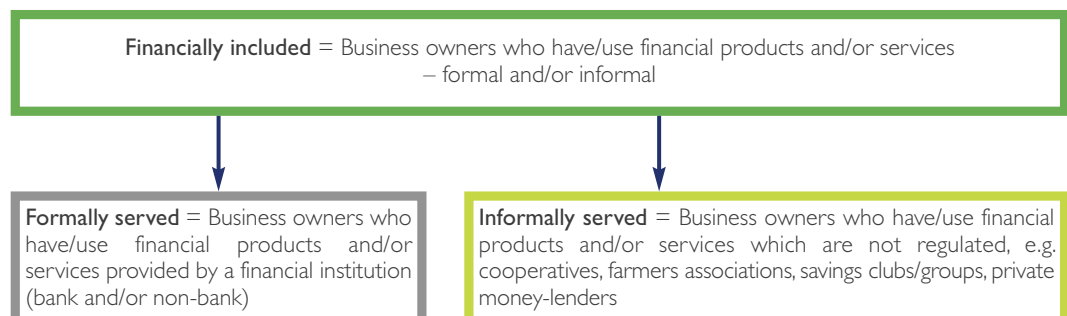 Financially included = Business owners who have/use financial products and/or services
– formal and/or informal
Formally served = Business owners who
have/use financial products and/or
services provided by a financial institution
(bank and/or non-bank)
Informally served = Business owners who have/use financial
products and/or services which are not regulated, e.g.
cooperatives, farmers associations, savings clubs/groups, private
money-lenders